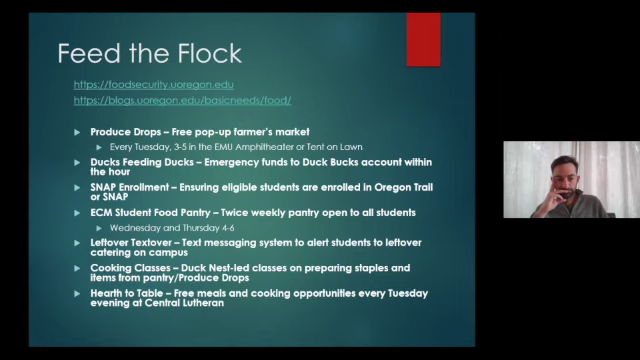 Feed the Flock
https://foodsecurity.uoregon.edu
https://blogs.uoregon.edu/basicneeds/food/
Produce Drops – Free pop-up farmer's market
Every Tuesday, 3-5 in the EMU Amphitheater or Tent on Lawn
Ducks Feeding Ducks – Emergency funds to Duck Bucks account within
the hour
SNAP Enrollment – Ensuring eligible students are enrolled in Oregon Trail
or SNAP
ECM Student Food Pantry – Twice weekly pantry open to all students
Wednesday and Thursday 4-6
Leftover Textover – Text messaging system to alert students to leftover
catering on campus
Cooking Classes – Duck Nest-led classes on preparing staples and
items from pantry/Produce Drops
Hearth to Table – Free meals and cooking opportunities every Tuesday
evening at Central Lutheran